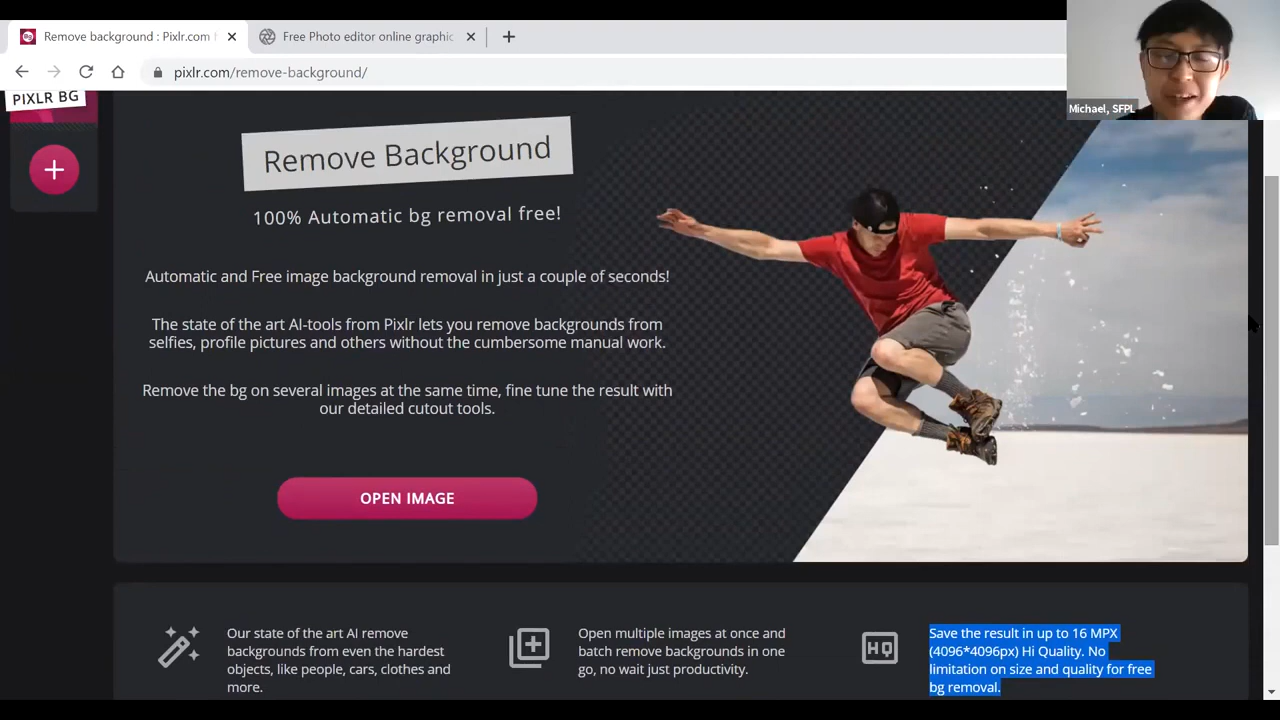 Remove background : Pixlr.com f
Free Photo editor online graphic
pixlr.com/remove-background/
Michael, SFPL
PIXLR BG
Remove Background
100% Automatic bg removal free!
Automatic and Free image background removal in just a couple of seconds!
The state of the art AI-tools from Pixlr lets you remove backgrounds from
selfies, profile pictures and others without the cumbersome manual work.
Remove the bg on several images at the same time, fine tune the result with
our detailed cutout tools.
OPEN IMAGE
Our state of the art AI remove
backgrounds from even the hardest
objects, like people, cars, clothes and
more.
Open multiple images at once and
batch remove backgrounds in one
go, no wait just productivity.
HQ
Save the result in up to 16 MPX
(4096*4096px) Hi Quality. No
limitation on size and quality for free
bg removal.